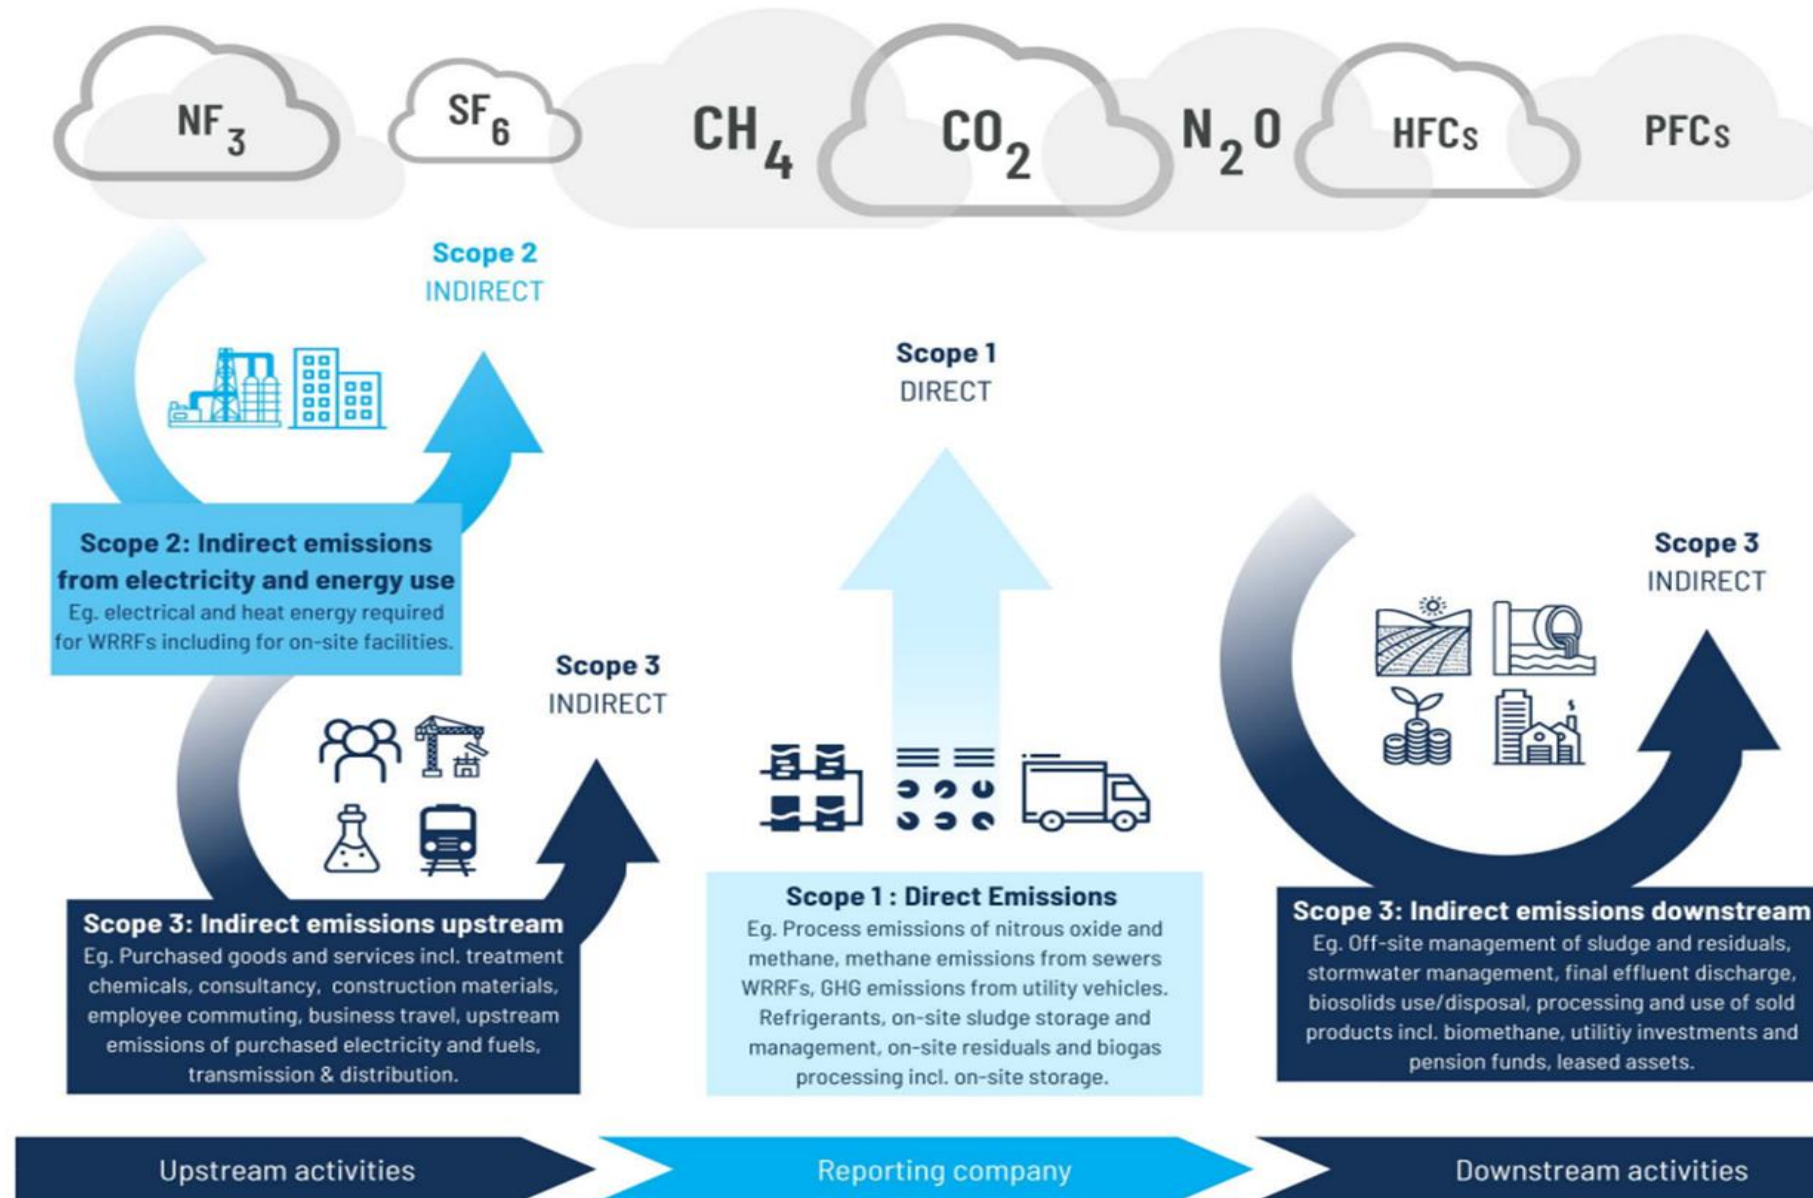 NF3
SF6
CH4
CO2
N2O
HFCs
PFCs
Scope 2
INDIRECT
Scope 2: Indirect emissions
from electricity and energy use
Eg. electrical and heat energy required
for WRRFs including for on-site facilities.
Scope 3
INDIRECT
Scope 3: Indirect emissions upstream
Eg. Purchased goods and services incl. treatment
chemicals, consultancy, construction materials,
employee commuting, business travel, upstream
emissions of purchased electricity and fuels,
transmission & distribution.
Scope 1
DIRECT
Scope 1 : Direct Emissions
Eg. Process emissions of nitrous oxide and
methane, methane emissions from sewers
WRRFs, GHG emissions from utility vehicles.
Refrigerants, on-site sludge storage and
management, on-site residuals and biogas
processing incl. on-site storage.
Scope 3
INDIRECT
Scope 3: Indirect emissions downstream
Eg. Off-site management of sludge and residuals,
stormwater management, final effluent discharge,
biosolids use/disposal, processing and use of sold
products incl. biomethane, utilitiy investments and
pension funds, leased assets.
Upstream activities
Reporting company
Downstream activities